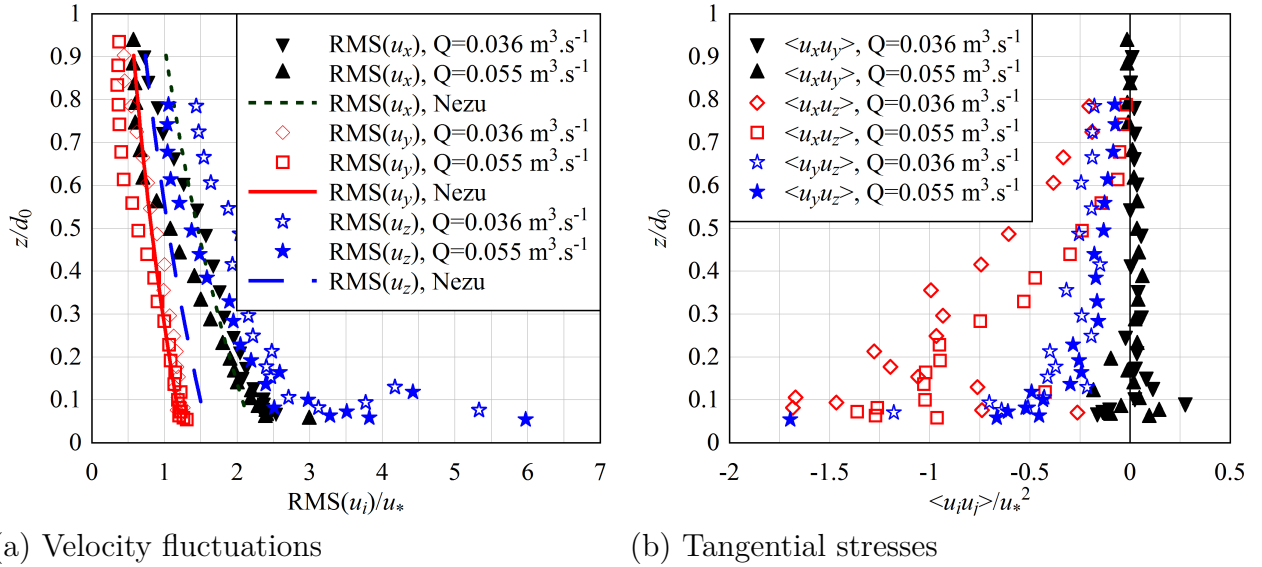 1
0.9
0.8
0.7
0.6
0.5
0.4
0.3
0.2
0.1
0
z/d0
RMS(ux), Q=0.036 m3.s-1
RMS(ux), Q=0.055 m3.s-1
RMS(ux), Nezu
RMS(uy), Q=0.036 m3.s-1
RMS(uy), Q=0.055 m3.s-1
RMS(uy), Nezu
RMS(uz), Q=0.036 m3.s-1
RMS(uz), Q=0.055 m3.s-1
RMS(uz), Nezu
0 1 2 3 4 5 6 7
RMS(ui)/u*
(a) Velocity fluctuations
1
0.9
0.8
0.7
0.6
0.5
0.4
0.3
0.2
0.1
0
z/d0
<uxuy>, Q=0.036 m3.s-1
<uxuy>, Q=0.055 m3.s-1
<uxuz>, Q=0.036 m3.s-1
<uxuz>, Q=0.055 m3.s-1
<uyuz>, Q=0.036 m3.s-1
<uyuz>, Q=0.055 m3.s-1
-2 -1.5 -1 -0.5 0 0.5
<uiuj>/u*2
(b) Tangential stresses